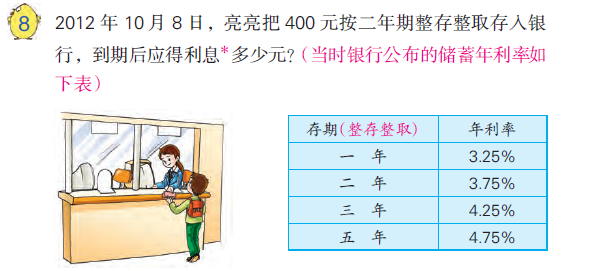 8 2012 年 10 月 8 日，亮亮把 400 元按二年期整存整取存入银
行，到期后应得利息*多少元?（当时银行公布的储蓄年利率如
下表）
存期(整存整取) 年利率
一 年 3.25%
二 年 3.75%
三 年 4.25%
五 年 4.75%